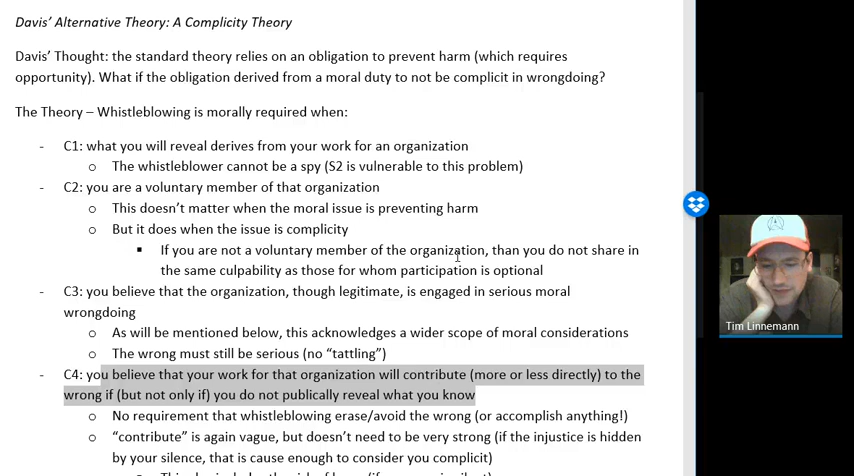 Davis' Alternative Theory: A Complicity Theory
Davis' Thought: the standard theory relies on an obligation to prevent harm (which requires
opportunity). What if the obligation derived from a moral duty to not be complicit in wrongdoing?
The Theory – Whistleblowing is morally required when:
- C1: what you will reveal derives from your work for an organization
o The whistleblower cannot be a spy (S2 is vulnerable to this problem)
- C2: you are a voluntary member of that organization
o This doesn't matter when the moral issue is preventing harm
o But it does when the issue is complicity
▪ If you are not a voluntary member of the organization, than you do not share in
the same culpability as those for whom participation is optional
- C3: you believe that the organization, though legitimate, is engaged in serious moral
wrongdoing
o As will be mentioned below, this acknowledges a wider scope of moral considerations
o The wrong must still be serious (no "tattling")
- C4: you believe that your work for that organization will contribute (more or less directly) to the
wrong if (but not only if) you do not publically reveal what you know
o No requirement that whistleblowing erase/avoid the wrong (or accomplish anything!)
o "contribute" is again vague, but doesn't need to be very strong (if the injustice is hidden
by your silence, that is cause enough to consider you complicit)
Tim Linnemann